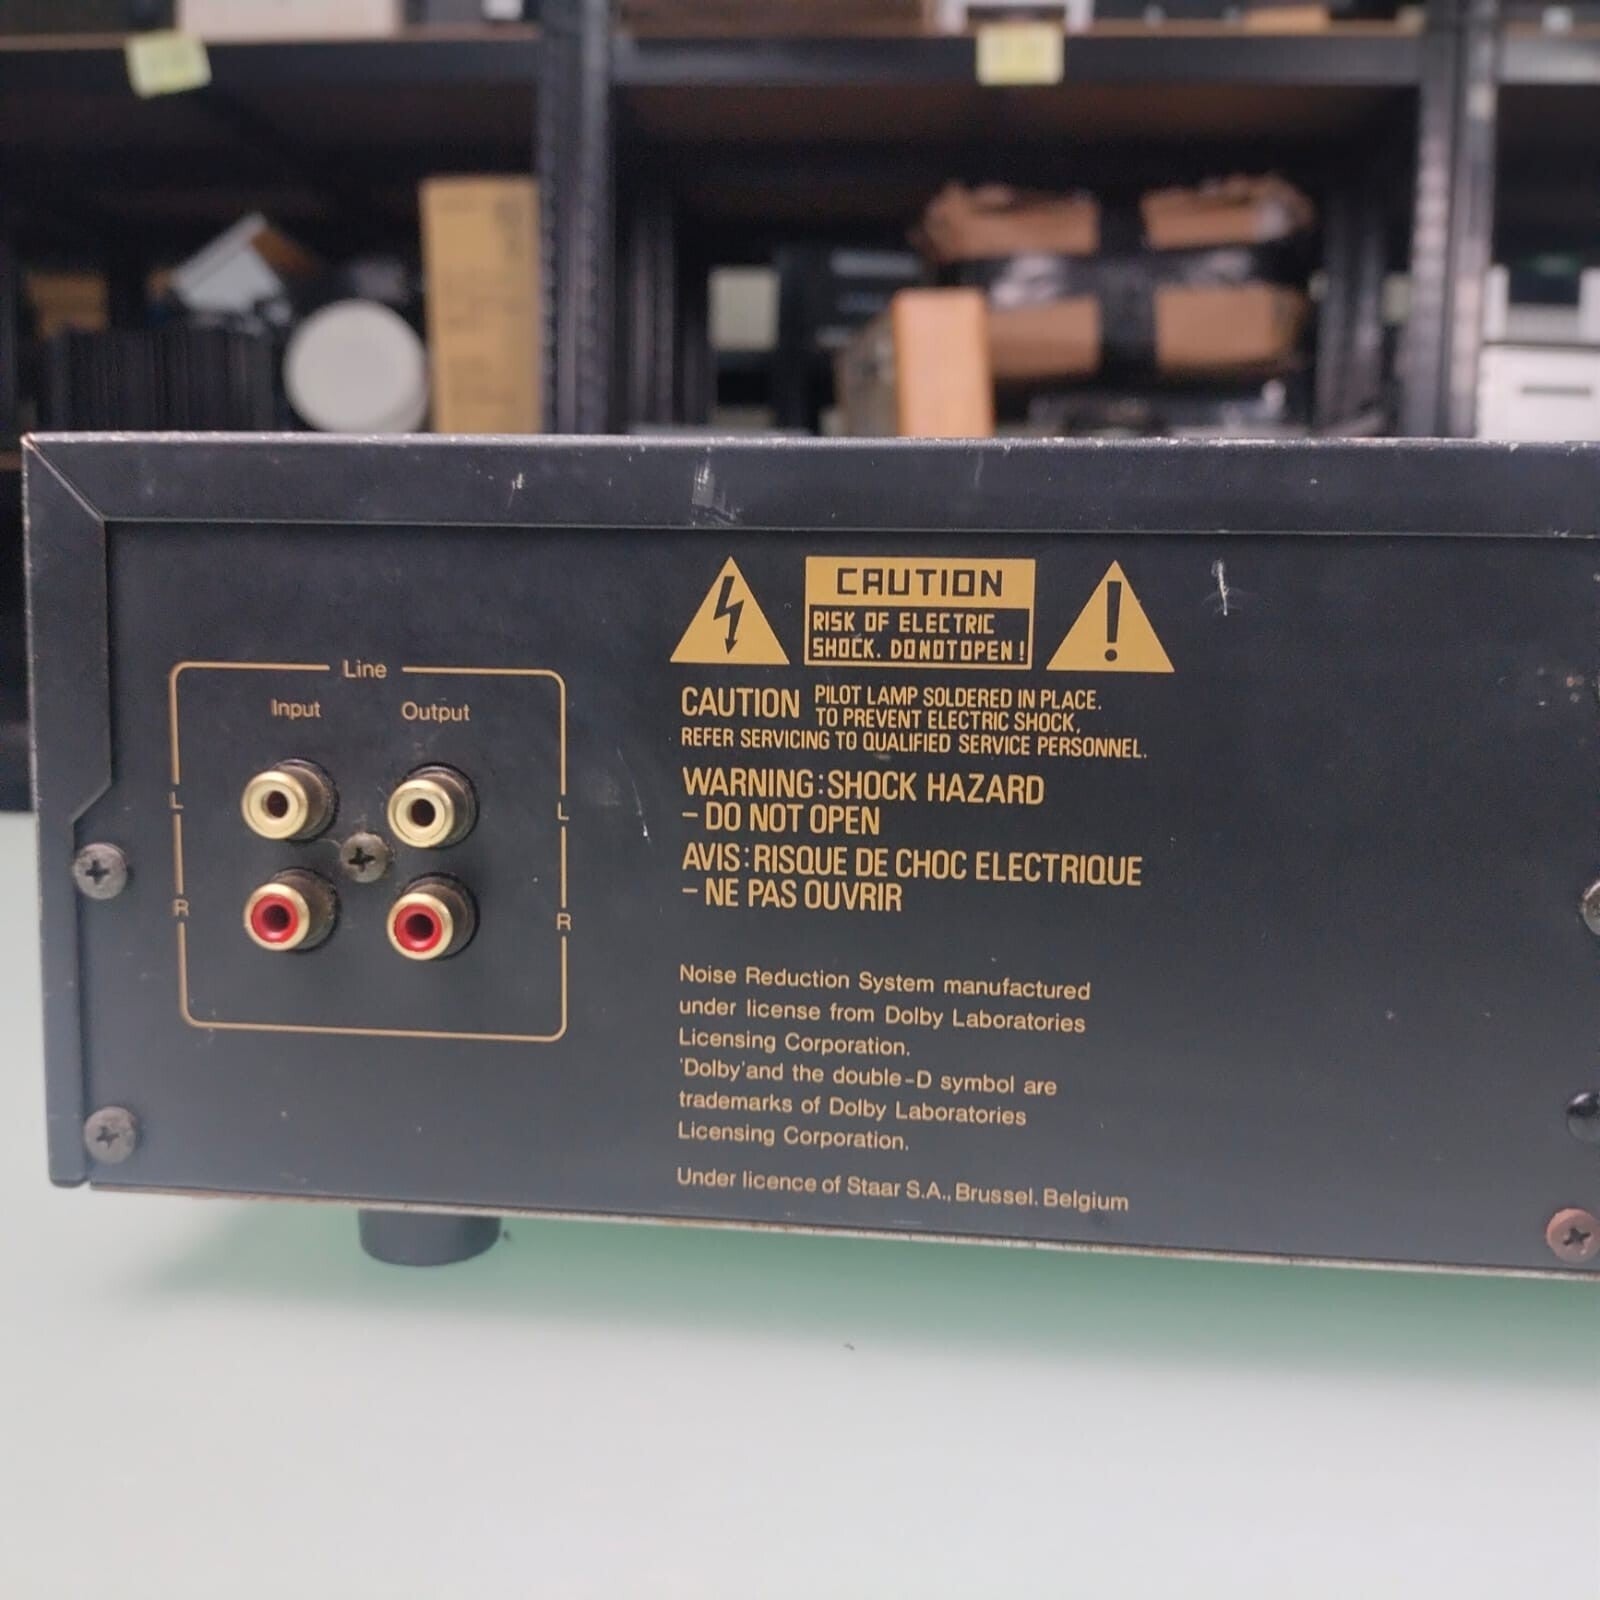 Line
Input Output
L L
R R
CAUTION
RISK OF ELECTRIC
SHOCK. DO NOT OPEN!
CAUTION PILOT LAMP SOLDERED IN PLACE.
TO PREVENT ELECTRIC SHOCK,
REFER SERVICING TO QUALIFIED SERVICE PERSONNEL.
WARNING: SHOCK HAZARD
– DO NOT OPEN
AVIS: RISQUE DE CHOC ELECTRIQUE
– NE PAS OUVRIR
Noise Reduction System manufactured
under license from Dolby Laboratories
Licensing Corporation.
'Dolby' and the double-D symbol are
trademarks of Dolby Laboratories
Licensing Corporation.
Under licence of Staar S.A., Brussel, Belgium